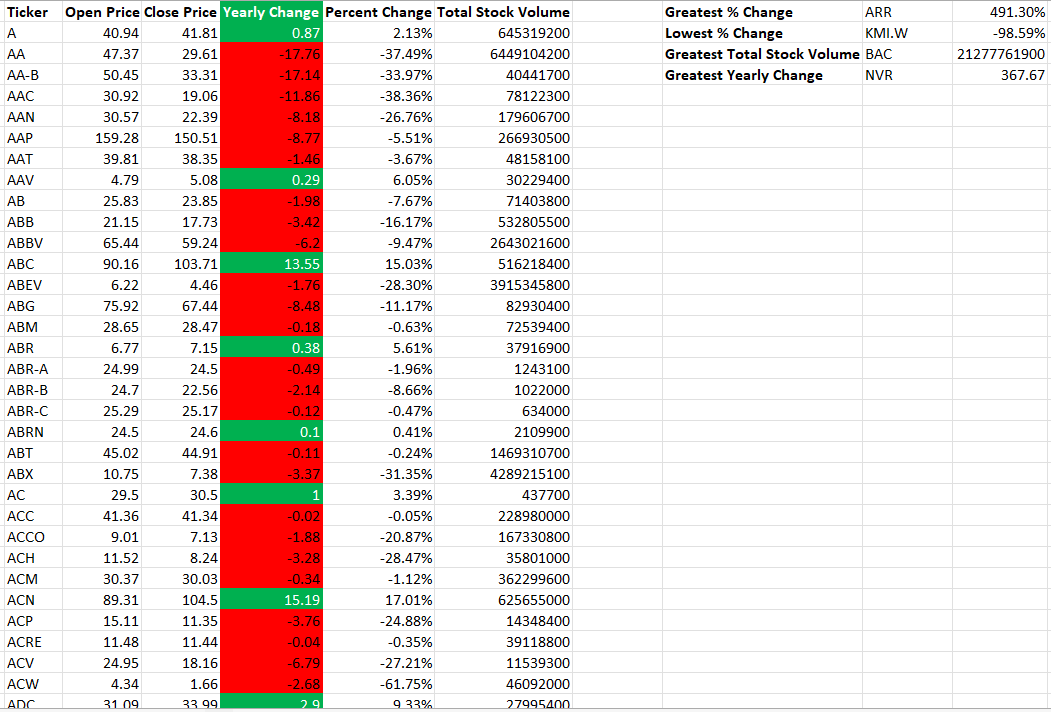 Ticker Open Price Close Price Yearly Change Percent Change Total Stock Volume Greatest % Change ARR 491.30%
A 40.94 41.81 0.87 2.13% 645319200 Lowest % Change KMI.W -98.59%
AA 47.37 29.61 -17.76 -37.49% 6449104200 Greatest Total Stock Volume BAC 21277761900
AA-B 50.45 33.31 -17.14 -33.97% 40441700 Greatest Yearly Change NVR 367.67
AAC 30.92 19.06 -11.86 -38.36% 78122300
AAN 30.57 22.39 -8.18 -26.76% 179606700
AAP 159.28 150.51 -8.77 -5.51% 266930500
AAT 39.81 38.35 -1.46 -3.67% 48158100
AAV 4.79 5.08 0.29 6.05% 30229400
AB 25.83 23.85 -1.98 -7.67% 71403800
ABB 21.15 17.73 -3.42 -16.17% 532805500
ABBV 65.44 59.24 -6.2 -9.47% 2643021600
ABC 90.16 103.71 13.55 15.03% 516218400
ABEV 6.22 4.46 -1.76 -28.30% 3915345800
ABG 75.92 67.44 -8.48 -11.17% 82930400
ABM 28.65 28.47 -0.18 -0.63% 72539400
ABR 6.77 7.15 0.38 5.61% 37916900
ABR-A 24.99 24.5 -0.49 -1.96% 1243100
ABR-B 24.7 22.56 -2.14 -8.66% 1022000
ABR-C 25.29 25.17 -0.12 -0.47% 634000
ABRN 24.5 24.6 0.1 0.41% 2109900
ABT 45.02 44.91 -0.11 -0.24% 1469310700
ABX 10.75 7.38 -3.37 -31.35% 4289215100
AC 29.5 30.5 1 3.39% 437700
ACC 41.36 41.34 -0.02 -0.05% 228980000
ACCO 9.01 7.13 -1.88 -20.87% 167330800
ACH 11.52 8.24 -3.28 -28.47% 35801000
ACM 30.37 30.03 -0.34 -1.12% 362299600
ACN 89.31 104.5 15.19 17.01% 625655000
ACP 15.11 11.35 -3.76 -24.88% 14348400
ACRE 11.48 11.44 -0.04 -0.35% 39118800
ACV 24.95 18.16 -6.79 -27.21% 11539300
ACW 4.34 1.66 -2.68 -61.75% 46092000
ADC 31.09 33.99 2.9 9.33% 27995400